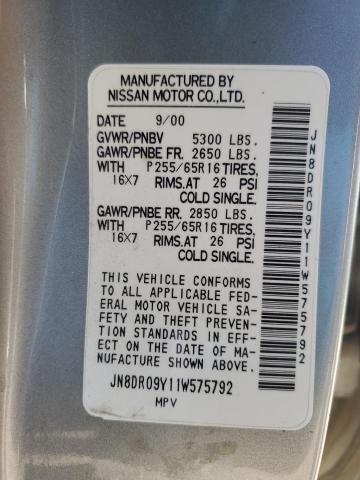 MANUFACTURED BY
NISSAN MOTOR CO.,LTD.
DATE 9/00
GVWR/PNBV 5300 LBS.
GAWR/PNBE FR. 2650 LBS.
WITH P255/65R16 TIRES,
16X7 RIMS.AT 26 PSI
COLD SINGLE.
GAWR/PNBE RR. 2850 LBS.
WITH P255/65R16 TIRES,
16X7 RIMS.AT 26 PSI
COLD SINGLE.
THIS VEHICLE CONFORMS
TO ALL APPLICABLE FED-
ERAL MOTOR VEHICLE SA-
FETY AND THEFT PREVEN-
TION STANDARDS IN EFF-
ECT ON THE DATE OF MA-
NUFACTURE SHOWN ABOVE.
JN8DR09Y11W575792
MPV
JN8DR09Y11W575792